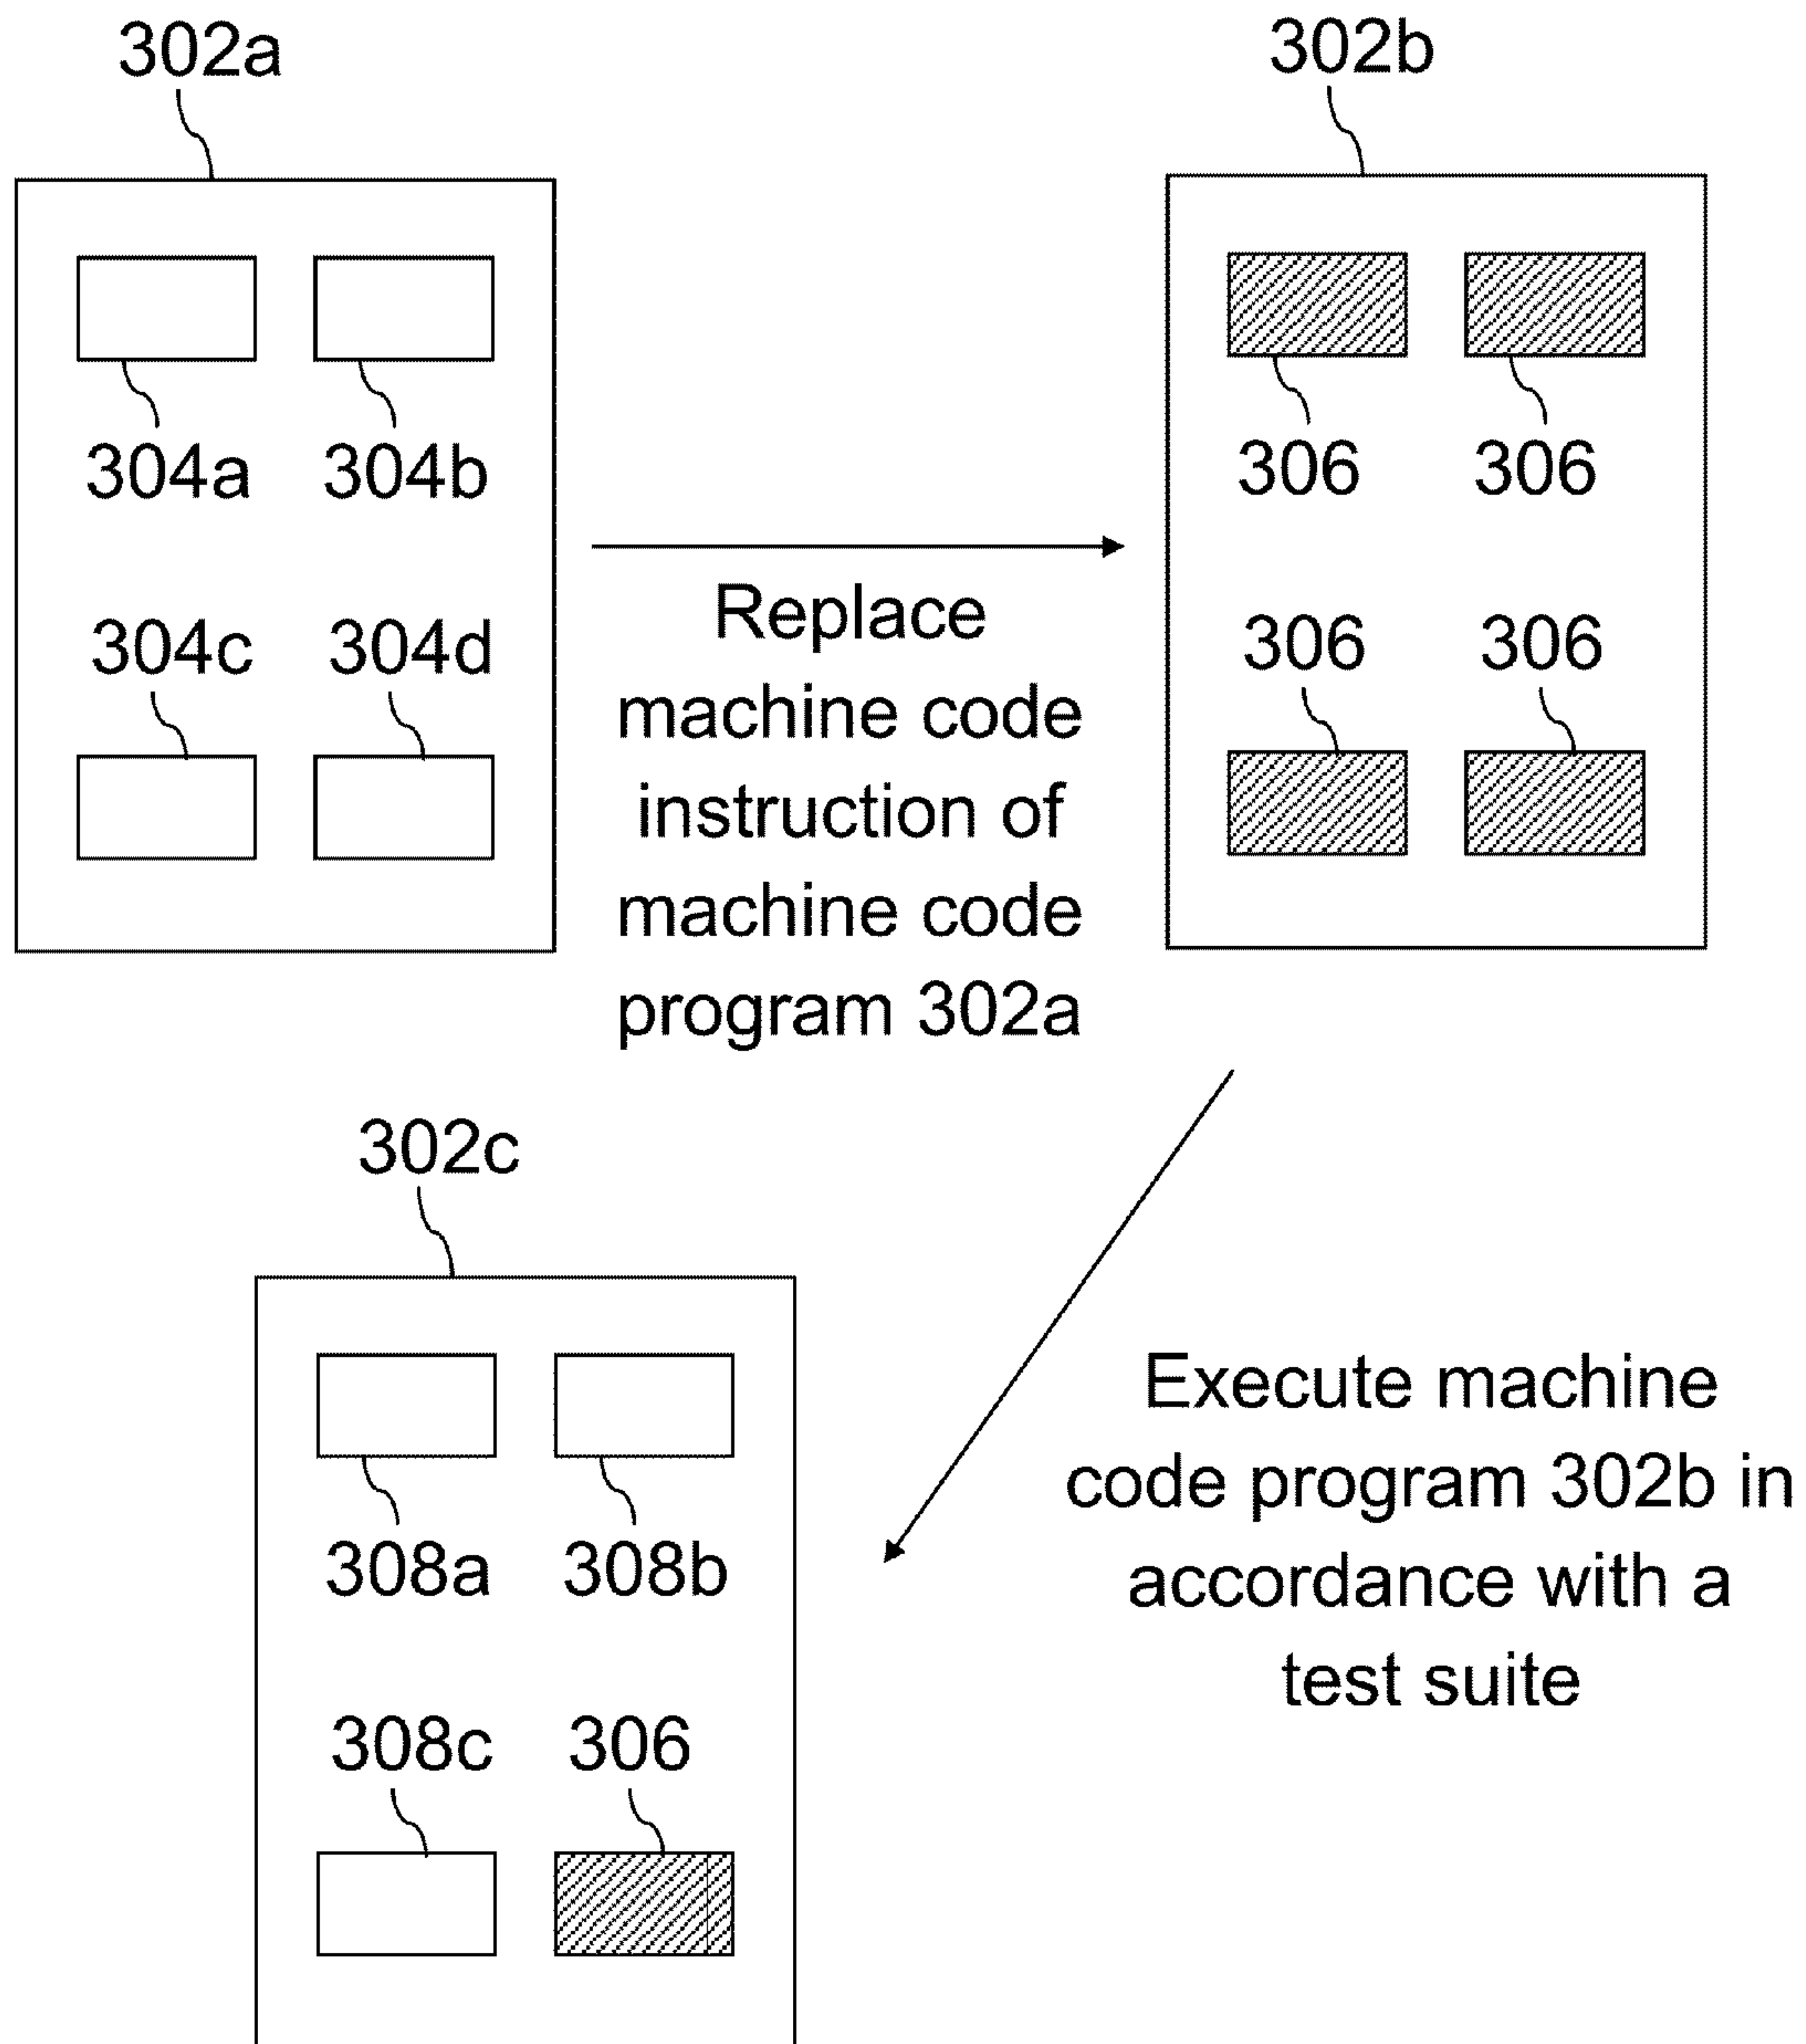 302a
302b
304a 304b
304c 304d
306 306
306 306
Replace
machine code
instruction of
machine code
program 302a
302c
308a 308b
308c 306
Execute machine
code program 302b in
accordance with a
test suite